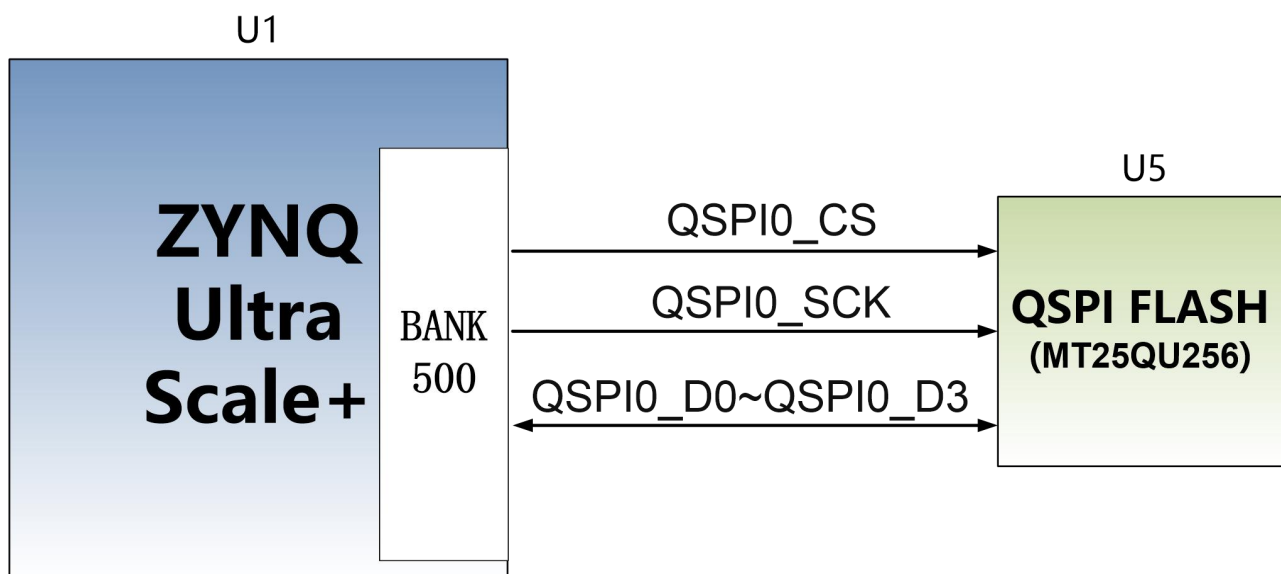 U1
ZYNQ
Ultra
Scale+
BANK
500
QSPI0_CS
QSPI0_SCK
QSPI0_D0~QSPI0_D3
U5
QSPI FLASH
(MT25QU256)